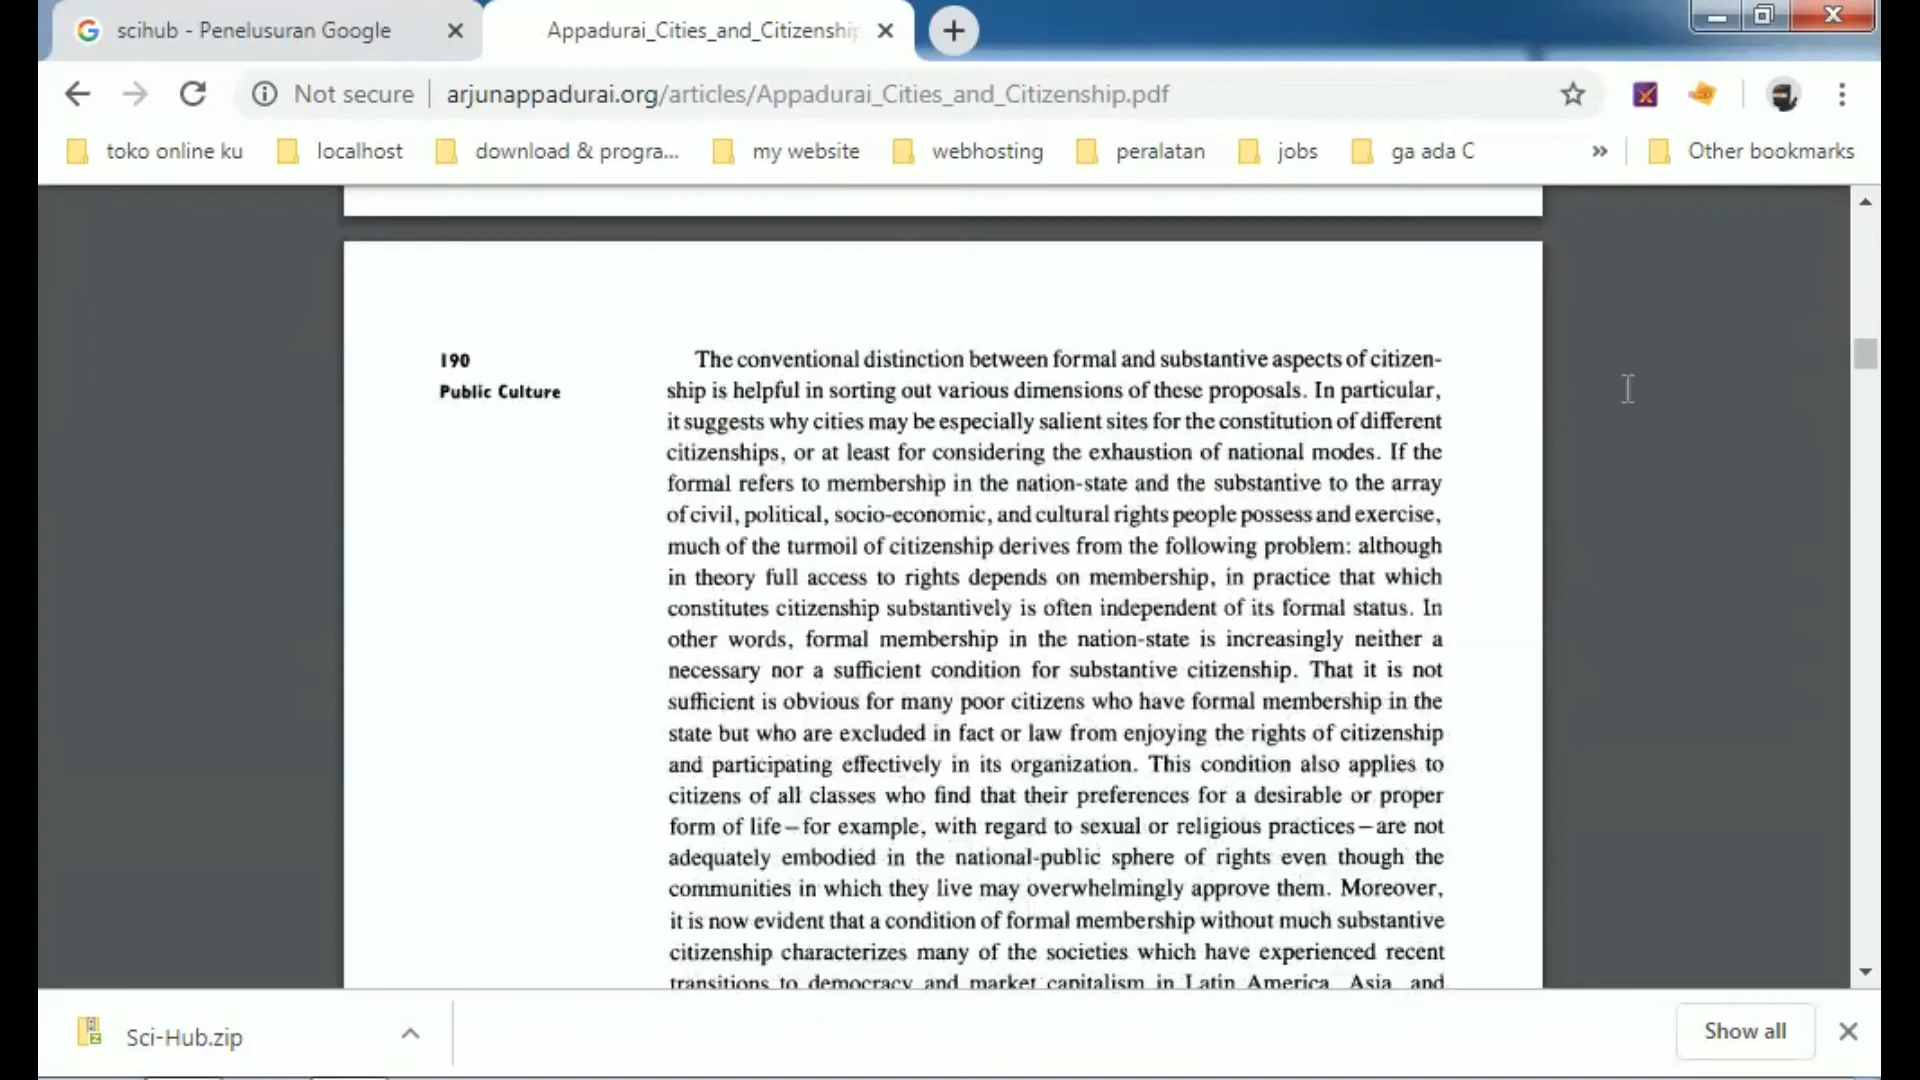 scihub - Penelusuran Google
Appadurai_Cities_and_Citizenship
Not secure
arjunappadurai.org/articles/Appadurai_Cities_and_Citizenship.pdf
toko online ku
localhost
download & progra...
my website
webhosting
peralatan
jobs
ga ada C
»
Other bookmarks
190
Public Culture
The conventional distinction between formal and substantive aspects of citizen-
ship is helpful in sorting out various dimensions of these proposals. In particular,
it suggests why cities may be especially salient sites for the constitution of different
citizenships, or at least for considering the exhaustion of national modes. If the
formal refers to membership in the nation-state and the substantive to the array
of civil, political, socio-economic, and cultural rights people possess and exercise,
much of the turmoil of citizenship derives from the following problem: although
in theory full access to rights depends on membership, in practice that which
constitutes citizenship substantively is often independent of its formal status. In
other words, formal membership in the nation-state is increasingly neither a
necessary nor a sufficient condition for substantive citizenship. That it is not
sufficient is obvious for many poor citizens who have formal membership in the
state but who are excluded in fact or law from enjoying the rights of citizenship
and participating effectively in its organization. This condition also applies to
citizens of all classes who find that their preferences for a desirable or proper
form of life—for example, with regard to sexual or religious practices—are not
adequately embodied in the national-public sphere of rights even though the
communities in which they live may overwhelmingly approve them. Moreover,
it is now evident that a condition of formal membership without much substantive
citizenship characterizes many of the societies which have experienced recent
transitions to democracy and market capitalism in Latin America, Asia, and
Sci-Hub.zip
Show all